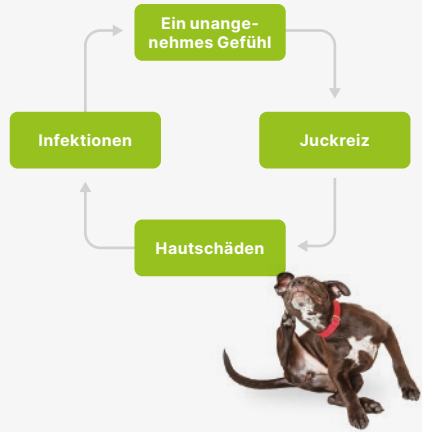 Ein unange-
nehmes Gefühl
Infektionen
Juckreiz
Hautschäden